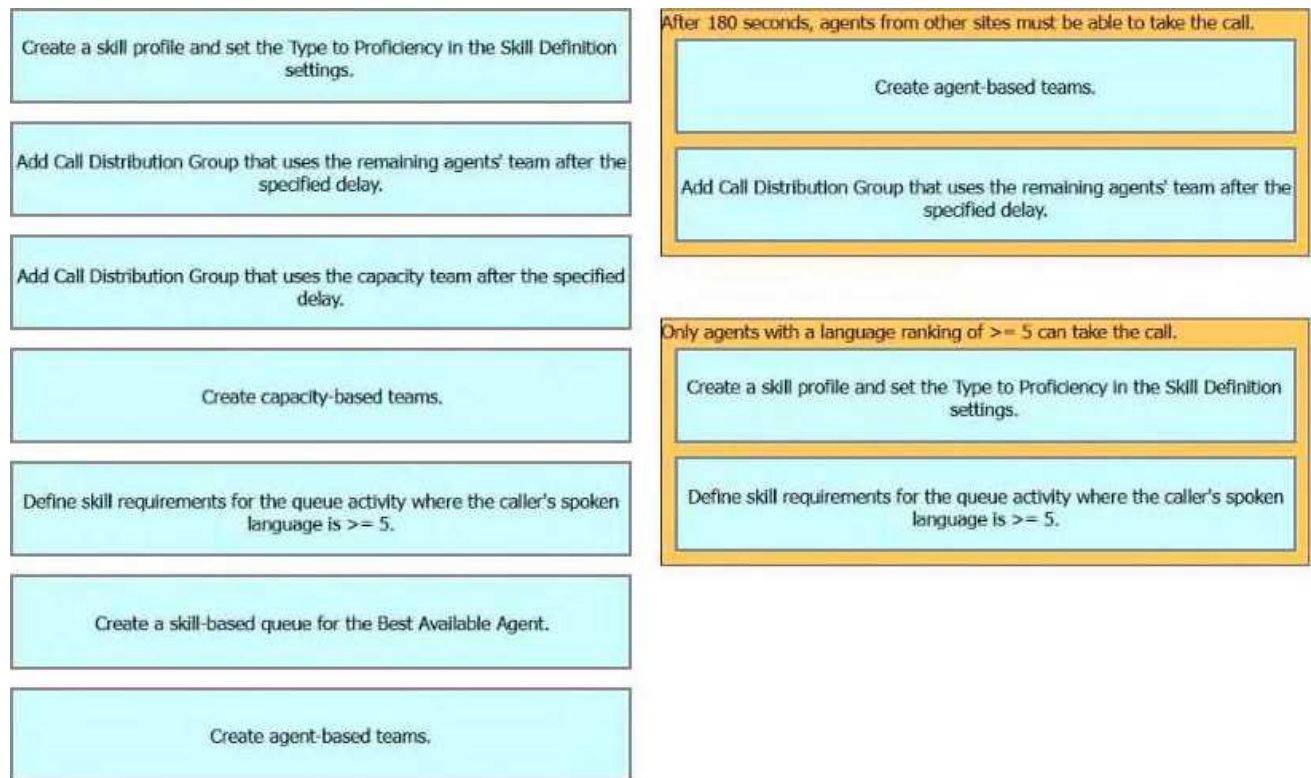 Create a skill profile and set the Type to Proficiency in the Skill Definition
settings.
Add Call Distribution Group that uses the remaining agents' team after the
specified delay.
Add Call Distribution Group that uses the capacity team after the specified
delay.
Create capacity-based teams.
Define skill requirements for the queue activity where the caller's spoken
language is >= 5.
Create a skill-based queue for the Best Available Agent.
Create agent-based teams.
After 180 seconds, agents from other sites must be able to take the call.
Create agent-based teams.
Add Call Distribution Group that uses the remaining agents' team after the
specified delay.
Only agents with a language ranking of >= 5 can take the call.
Create a skill profile and set the Type to Proficiency in the Skill Definition
settings.
Define skill requirements for the queue activity where the caller's spoken
language is >= 5.